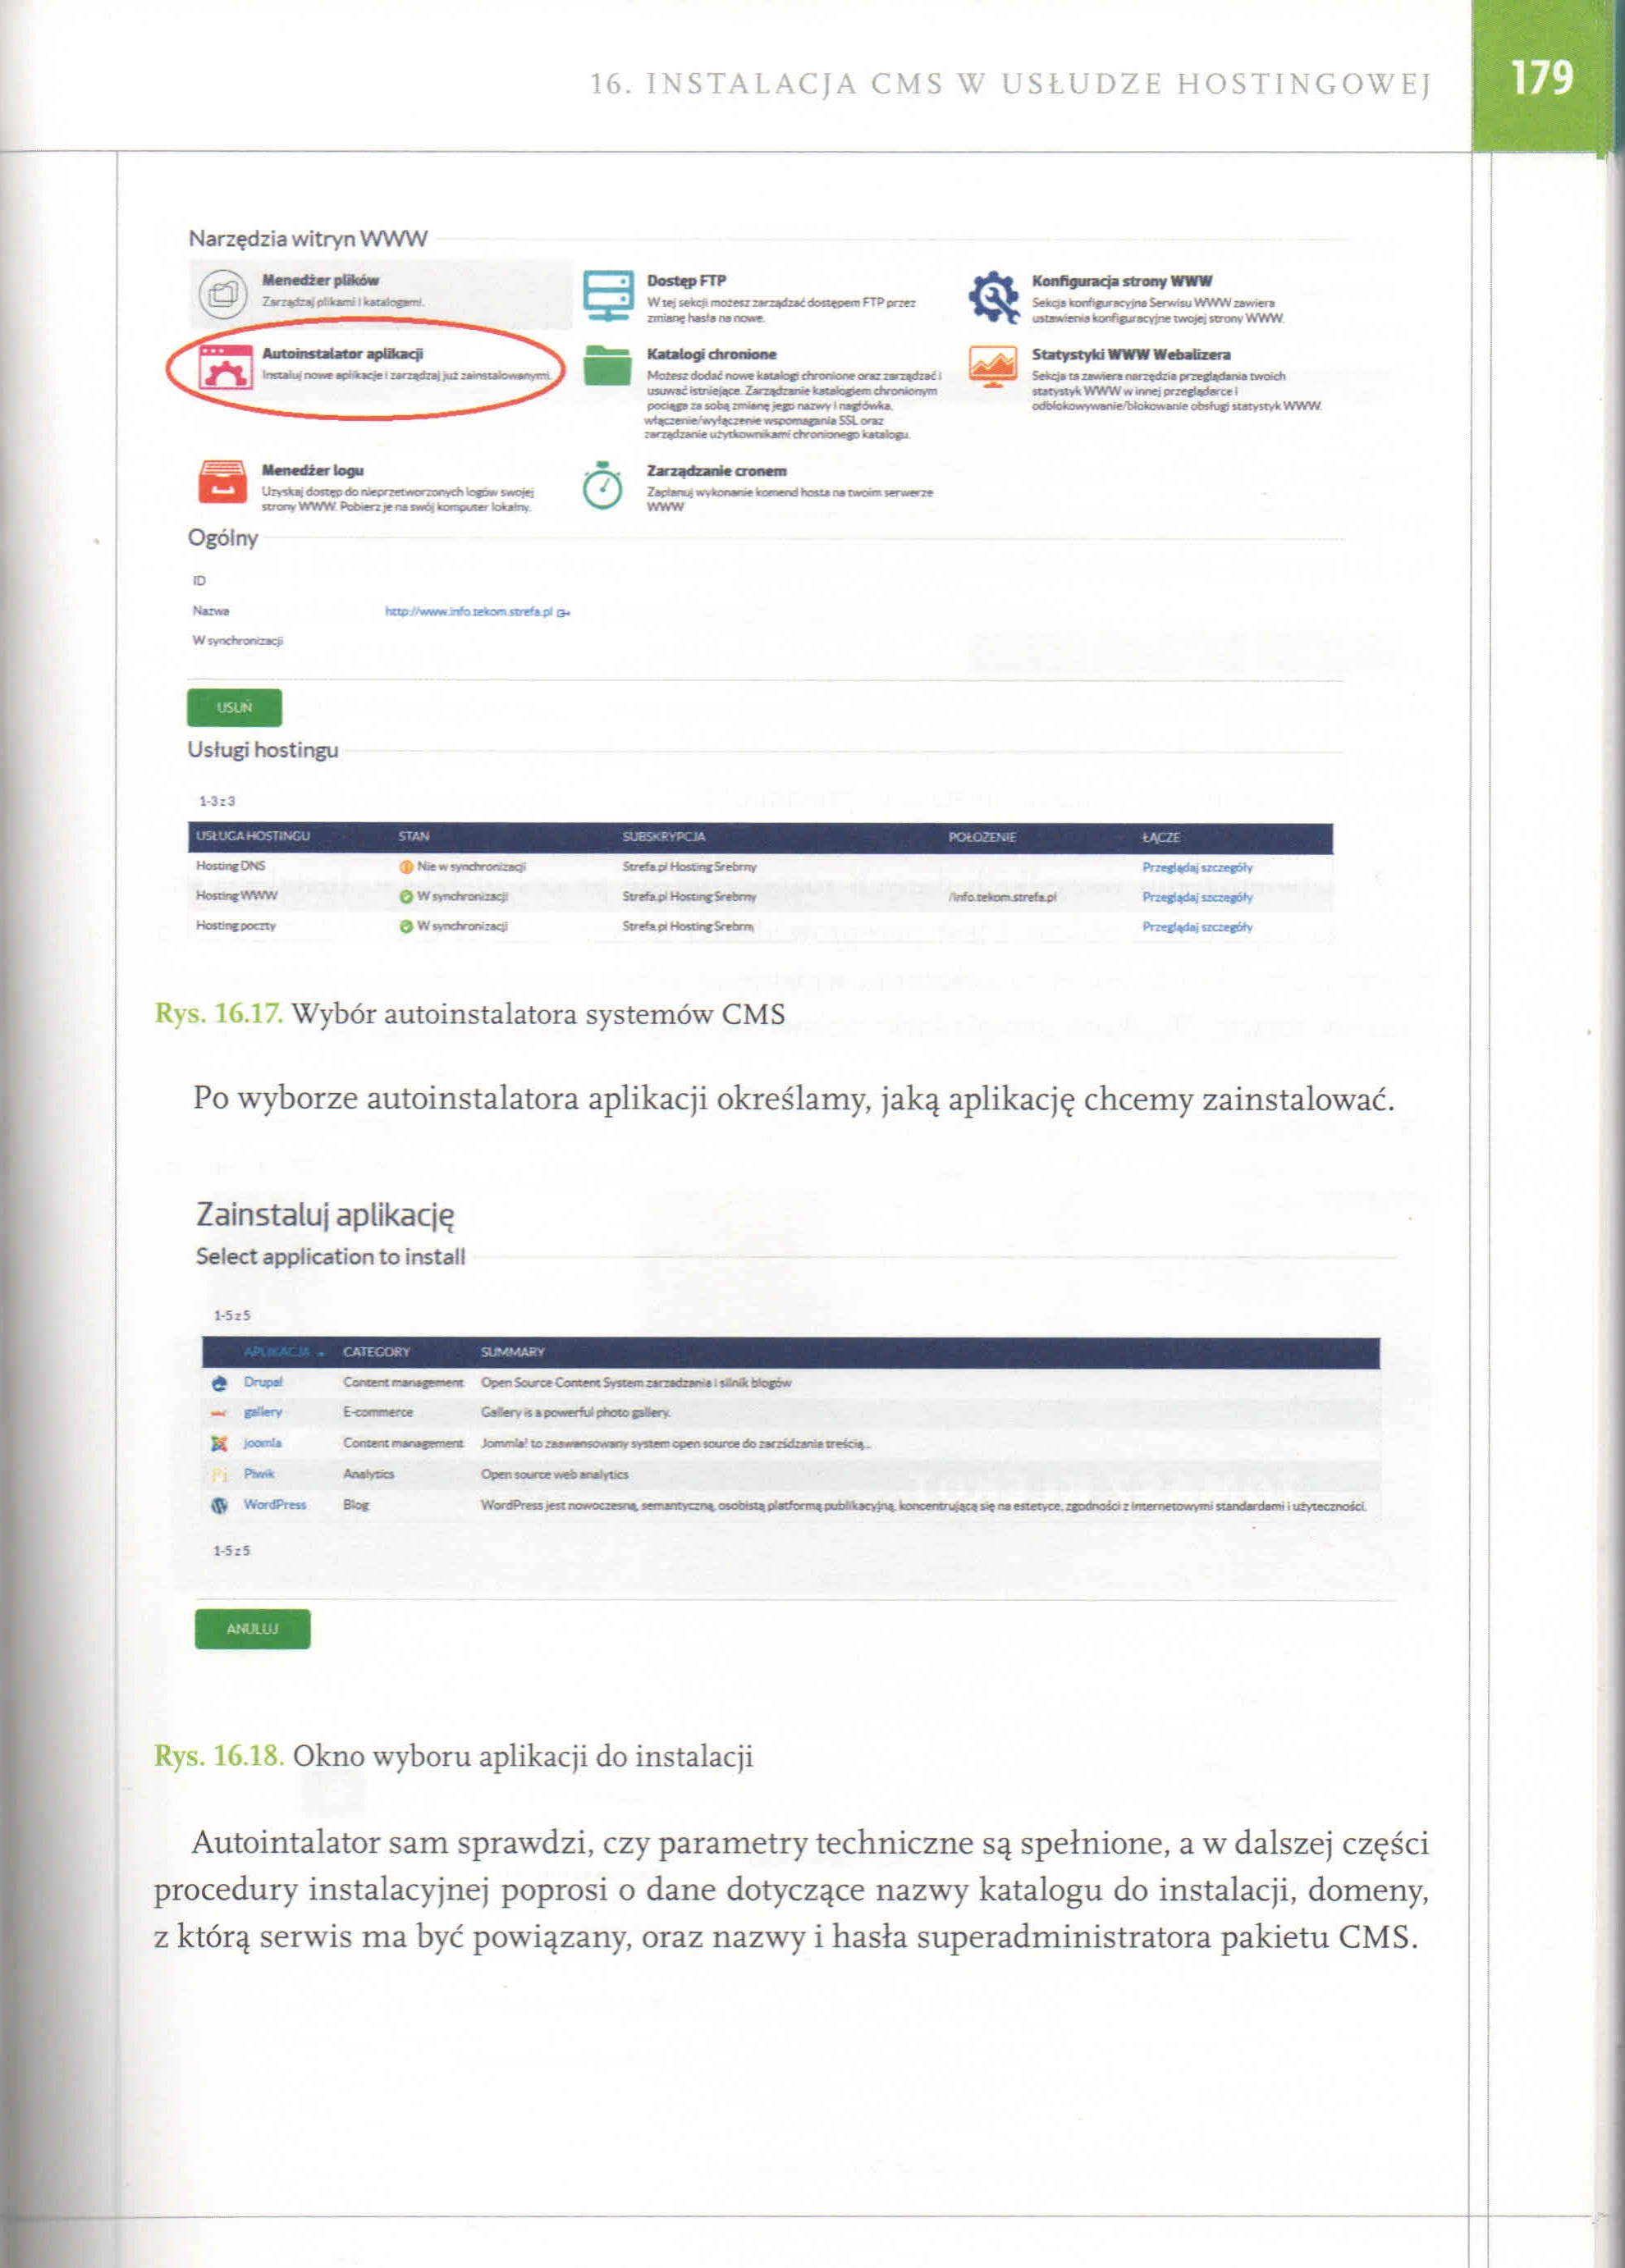 16. INSTALACJA CMS W USŁUDZE HOSTINGOWEJ
179
Narzędzia witryn WWW
Menedżer plików
Zarządzaj plikami i katalogami.
Dostęp FTP
W tej sekcji możesz zarządzać dostępem FTP przez
zmianę hasła na nowe.
Konfiguracja strony WWW
Sekcja konfiguracyjna Serwisu WWW zawiera
ustawienia konfiguracyjne twojej strony WWW.
Autoinstalator aplikacji
Instaluj nowe aplikacje i zarządzaj już zainstalowanymi.
Katalogi chronione
Możesz dodać nowe katalogi chronione oraz zarządzać i
usuwać istniejące. Zarządzanie katalogiem chronionym
pociąga za sobą zmianę jego nazwy i nagłówka,
włączenie/wyłączenie wspomagania SSL oraz
zarządzanie użytkownikami chronionego katalogu.
Statystyki WWW Webalizera
Sekcja ta zawiera narzędzia przeglądania twoich
statystyk WWW w innej przeglądarce i
odblokowywanie/blokowanie obsługi statystyk WWW.
Menedżer logu
Uzyskaj dostęp do nieprzetworzonych logów swojej
strony WWW. Pobierz je na swój komputer lokalny.
Zarządzanie cronem
Zaplanuj wykonanie komend hosta na twoim serwerze
WWW
Ogólny
ID
Nazwa http://www.info.tekom.strefa.pl
W synchronizacji
USUŃ
Usługi hostingu
1-3 z 3
USŁUGA HOSTINGU STAN SUBSKRYPCJA POŁOŻENIE ŁĄCZE
Hosting DNS Nie w synchronizacji Strefa.pl Hosting Srebrny Przeglądaj szczegóły
Hosting WWW W synchronizacji Strefa.pl Hosting Srebrny /info.tekom.strefa.pl Przeglądaj szczegóły
Hosting poczty W synchronizacji Strefa.pl Hosting Srebrn Przeglądaj szczegóły
Rys. 16.17. Wybór autoinstalatora systemów CMS
Po wyborze autoinstalatora aplikacji określamy, jaką aplikację chcemy zainstalować.
Zainstaluj aplikację
Select application to install
1-5 z 5
APLIKACJA CATEGORY SUMMARY
Drupal Content management Open Source Content System zarzadzania i silnik blogów
gallery E-commerce Gallery is a powerful photo gallery.
joomla Content management Jommla! to zaawansowany system open source do zarzidzania treścią..
Piwik Analytics Open source web analytics
WordPress Blog WordPress jest nowoczesną, semantyczną, osobistą platformą publikacyjną, koncentrującą się na estetyce, zgodności z internetowymi standardami i użyteczności.
1-5 z 5
ANULUJ
Rys. 16.18. Okno wyboru aplikacji do instalacji
Autointalator sam sprawdzi, czy parametry techniczne są spełnione, a w dalszej części
procedury instalacyjnej poprosi o dane dotyczące nazwy katalogu do instalacji, domeny,
z którą serwis ma być powiązany, oraz nazwy i hasła superadministratora pakietu CMS.